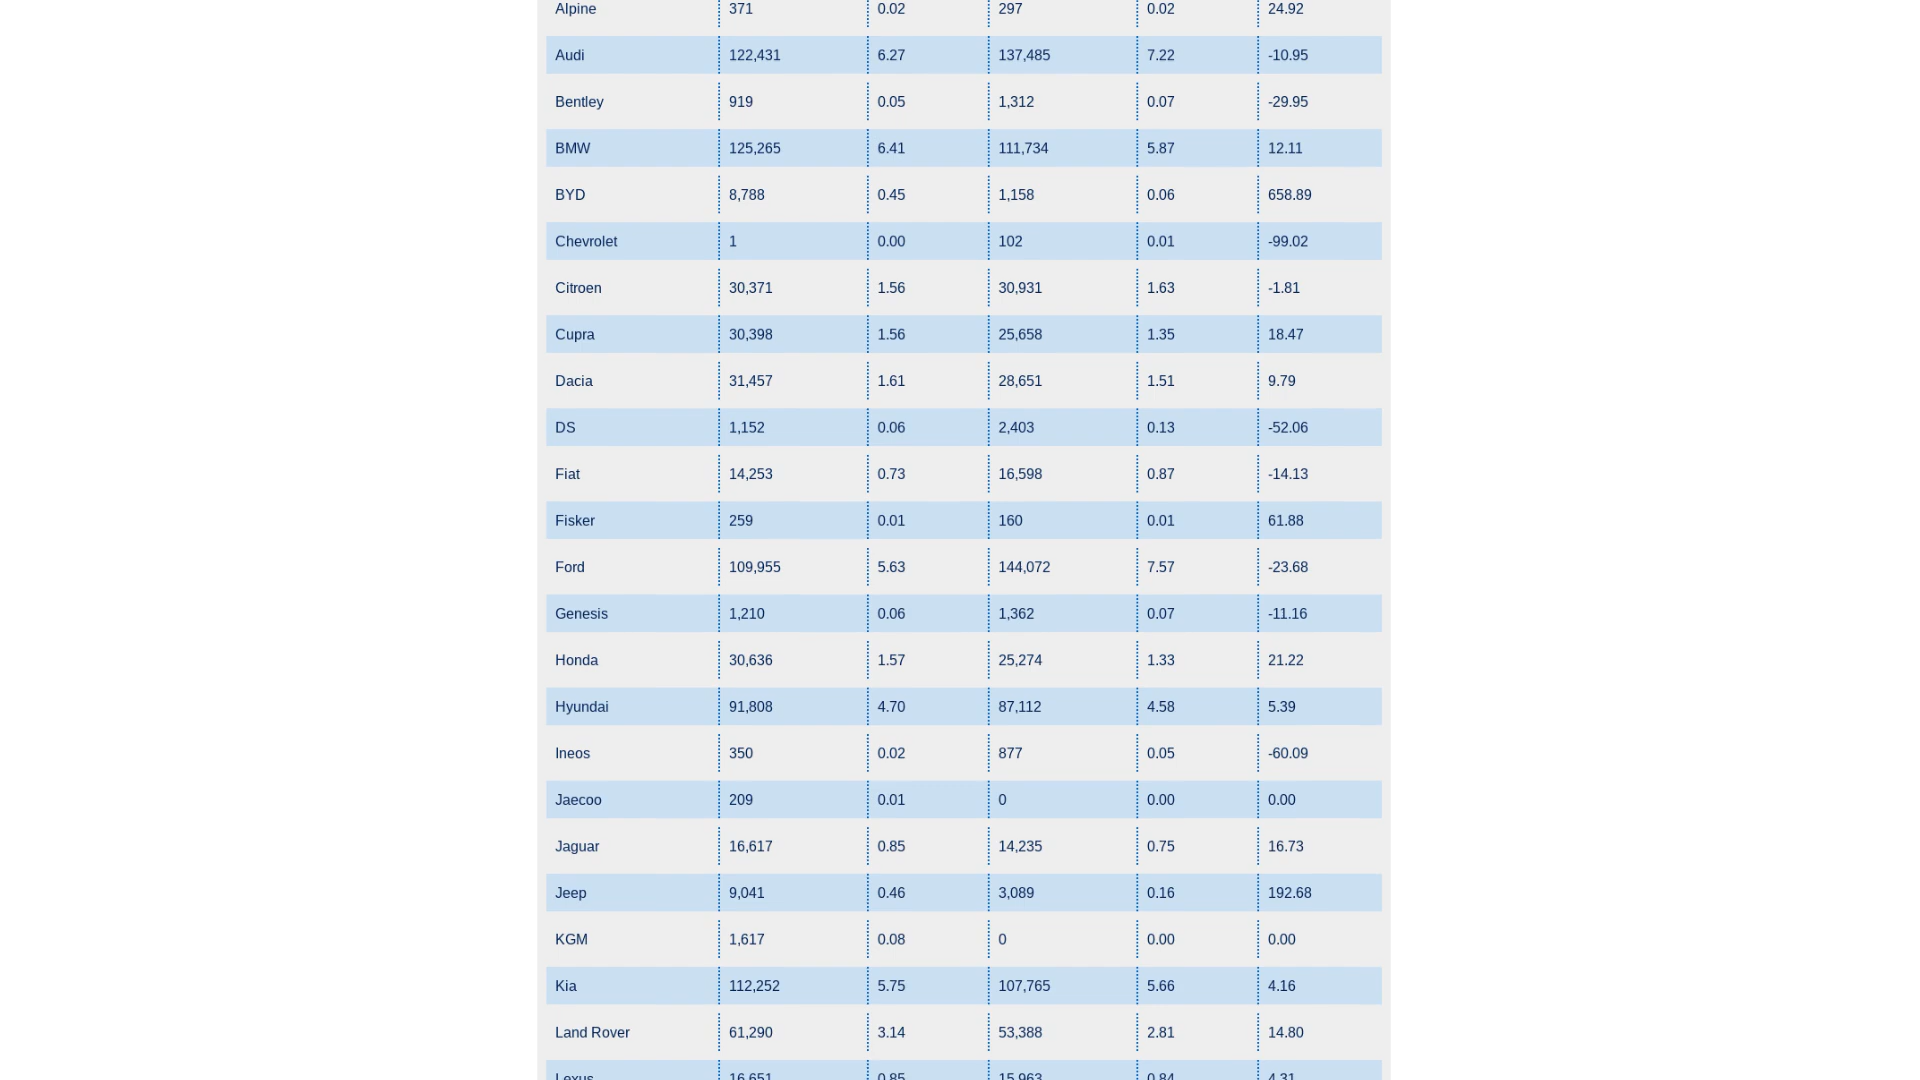 Alpine 371 0.02 297 0.02 24.92
Audi 122,431 6.27 137,485 7.22 -10.95
Bentley 919 0.05 1,312 0.07 -29.95
BMW 125,265 6.41 111,734 5.87 12.11
BYD 8,788 0.45 1,158 0.06 658.89
Chevrolet 1 0.00 102 0.01 -99.02
Citroen 30,371 1.56 30,931 1.63 -1.81
Cupra 30,398 1.56 25,658 1.35 18.47
Dacia 31,457 1.61 28,651 1.51 9.79
DS 1,152 0.06 2,403 0.13 -52.06
Fiat 14,253 0.73 16,598 0.87 -14.13
Fisker 259 0.01 160 0.01 61.88
Ford 109,955 5.63 144,072 7.57 -23.68
Genesis 1,210 0.06 1,362 0.07 -11.16
Honda 30,636 1.57 25,274 1.33 21.22
Hyundai 91,808 4.70 87,112 4.58 5.39
Ineos 350 0.02 877 0.05 -60.09
Jaecoo 209 0.01 0 0.00 0.00
Jaguar 16,617 0.85 14,235 0.75 16.73
Jeep 9,041 0.46 3,089 0.16 192.68
KGM 1,617 0.08 0 0.00 0.00
Kia 112,252 5.75 107,765 5.66 4.16
Land Rover 61,290 3.14 53,388 2.81 14.80
Lexus 16,651 0.85 15,963 0.84 4.31